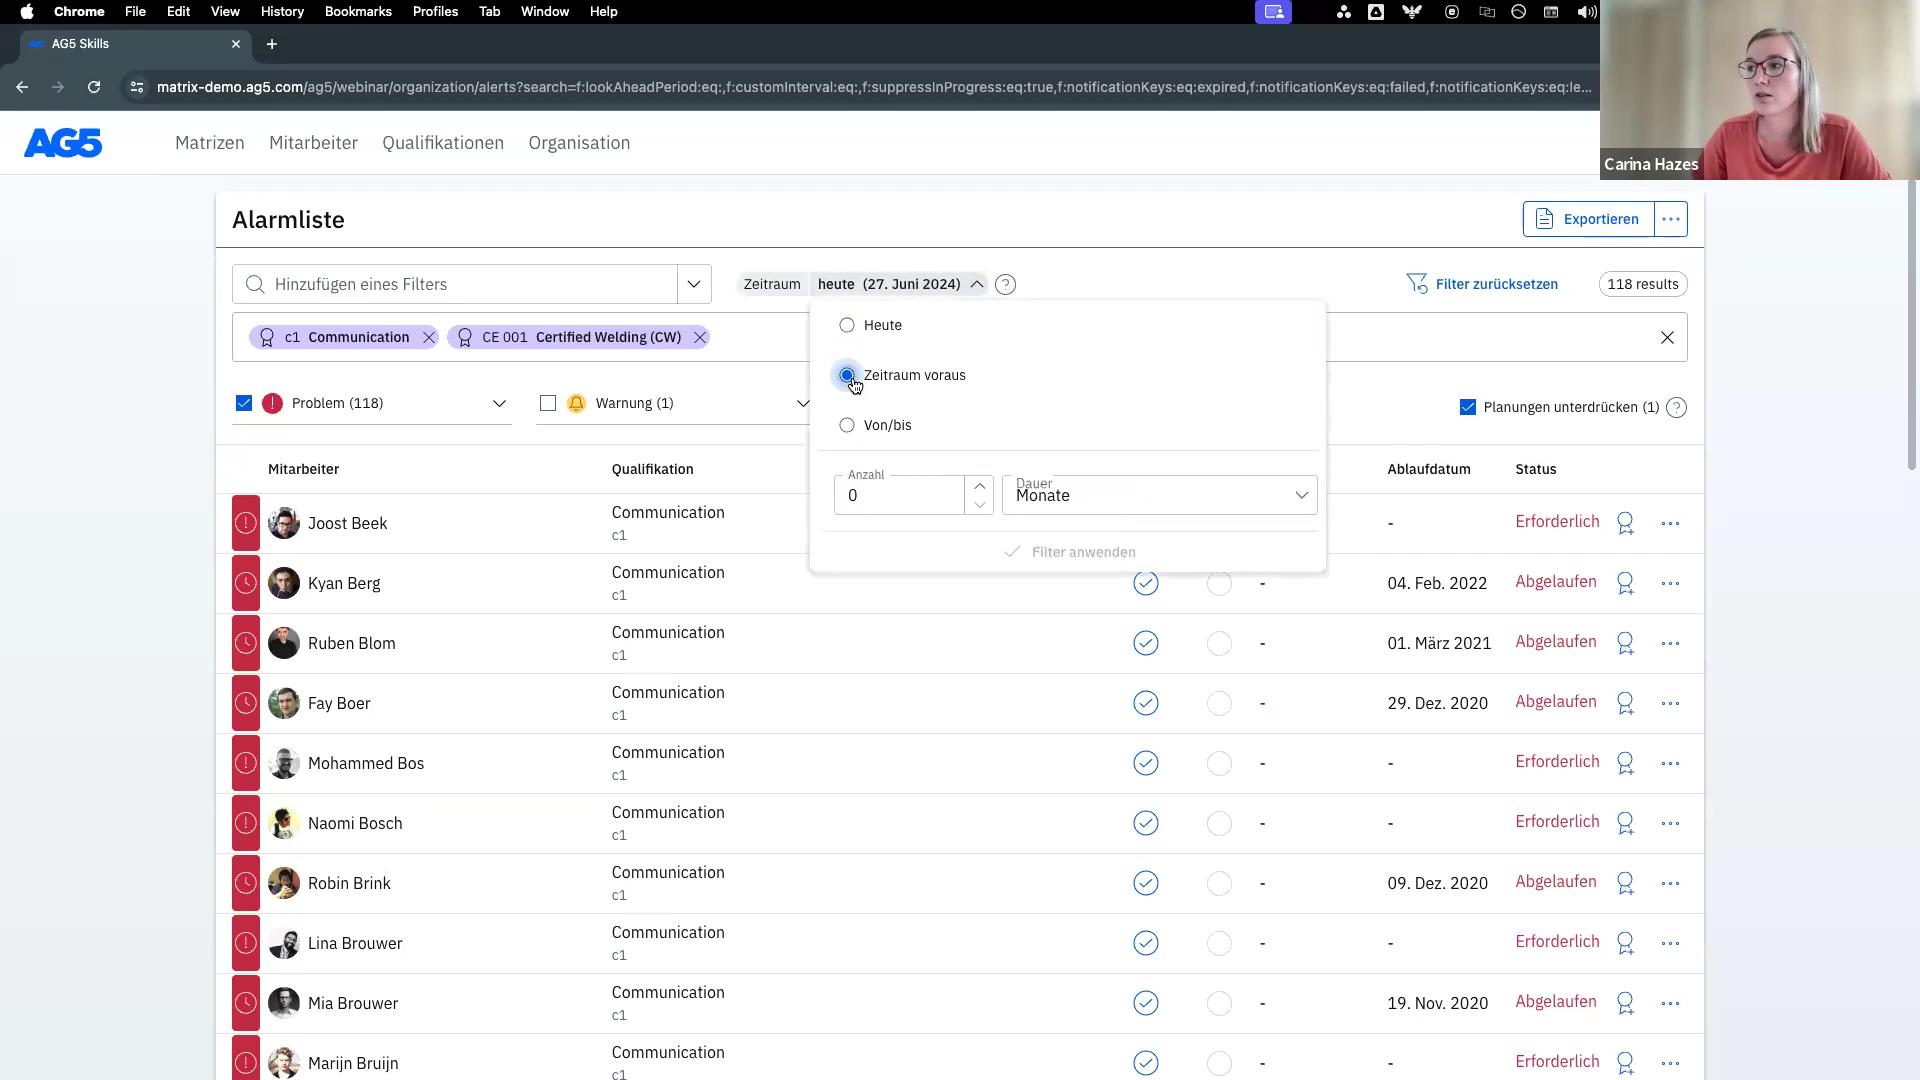 Chrome File Edit View History Bookmarks Profiles Tab Window Help
AG5 Skills
matrix-demo.ag5.com/ag5/webinar/organization/alerts?search=f:lookAheadPeriod:eq:,f:customInterval:eq:,f:suppressInProgress:eq:true,f:notificationKeys:eq:expired,f:notificationKeys:eq:failed,f:notificationKeys:eq:le...
Carina Hazes
AG5 Matrizen Mitarbeiter Qualifikationen Organisation
Alarmliste
Exportieren
Hinzufügen eines Filters
Zeitraum heute (27. Juni 2024)
Filter zurücksetzen
118 results
c1 Communication
CE 001 Certified Welding (CW)
Heute
Zeitraum voraus
Von/bis
Anzahl
0
Dauer
Monate
Filter anwenden
Problem (118)
Warnung (1)
Planungen unterdrücken (1)
Mitarbeiter Qualifikation Ablaufdatum Status
Joost Beek Communication - Erforderlich
c1
Kyan Berg Communication - 04. Feb. 2022 Abgelaufen
c1
Ruben Blom Communication - 01. März 2021 Abgelaufen
c1
Fay Boer Communication - 29. Dez. 2020 Abgelaufen
c1
Mohammed Bos Communication - - Erforderlich
c1
Naomi Bosch Communication - - Erforderlich
c1
Robin Brink Communication - 09. Dez. 2020 Abgelaufen
c1
Lina Brouwer Communication - - Erforderlich
c1
Mia Brouwer Communication - 19. Nov. 2020 Abgelaufen
c1
Marijn Bruijn Communication - - Erforderlich
c1